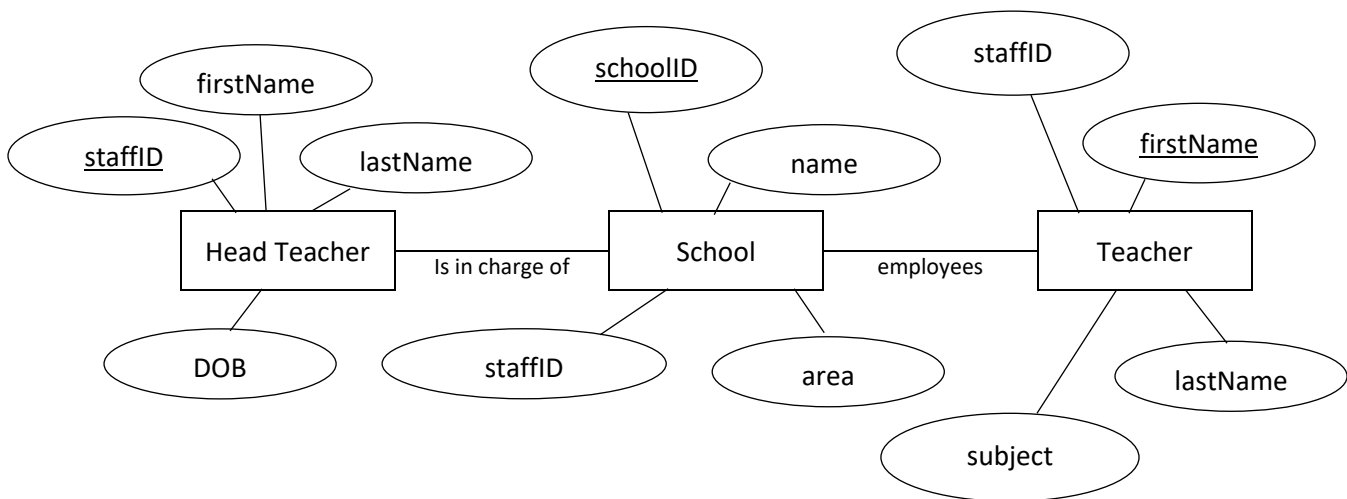 staffID
schoolID
firstName
firstName
staffID
lastName
name
Head Teacher
School
Teacher
Is in charge of
employees
DOB
staffID
area
lastName
subject